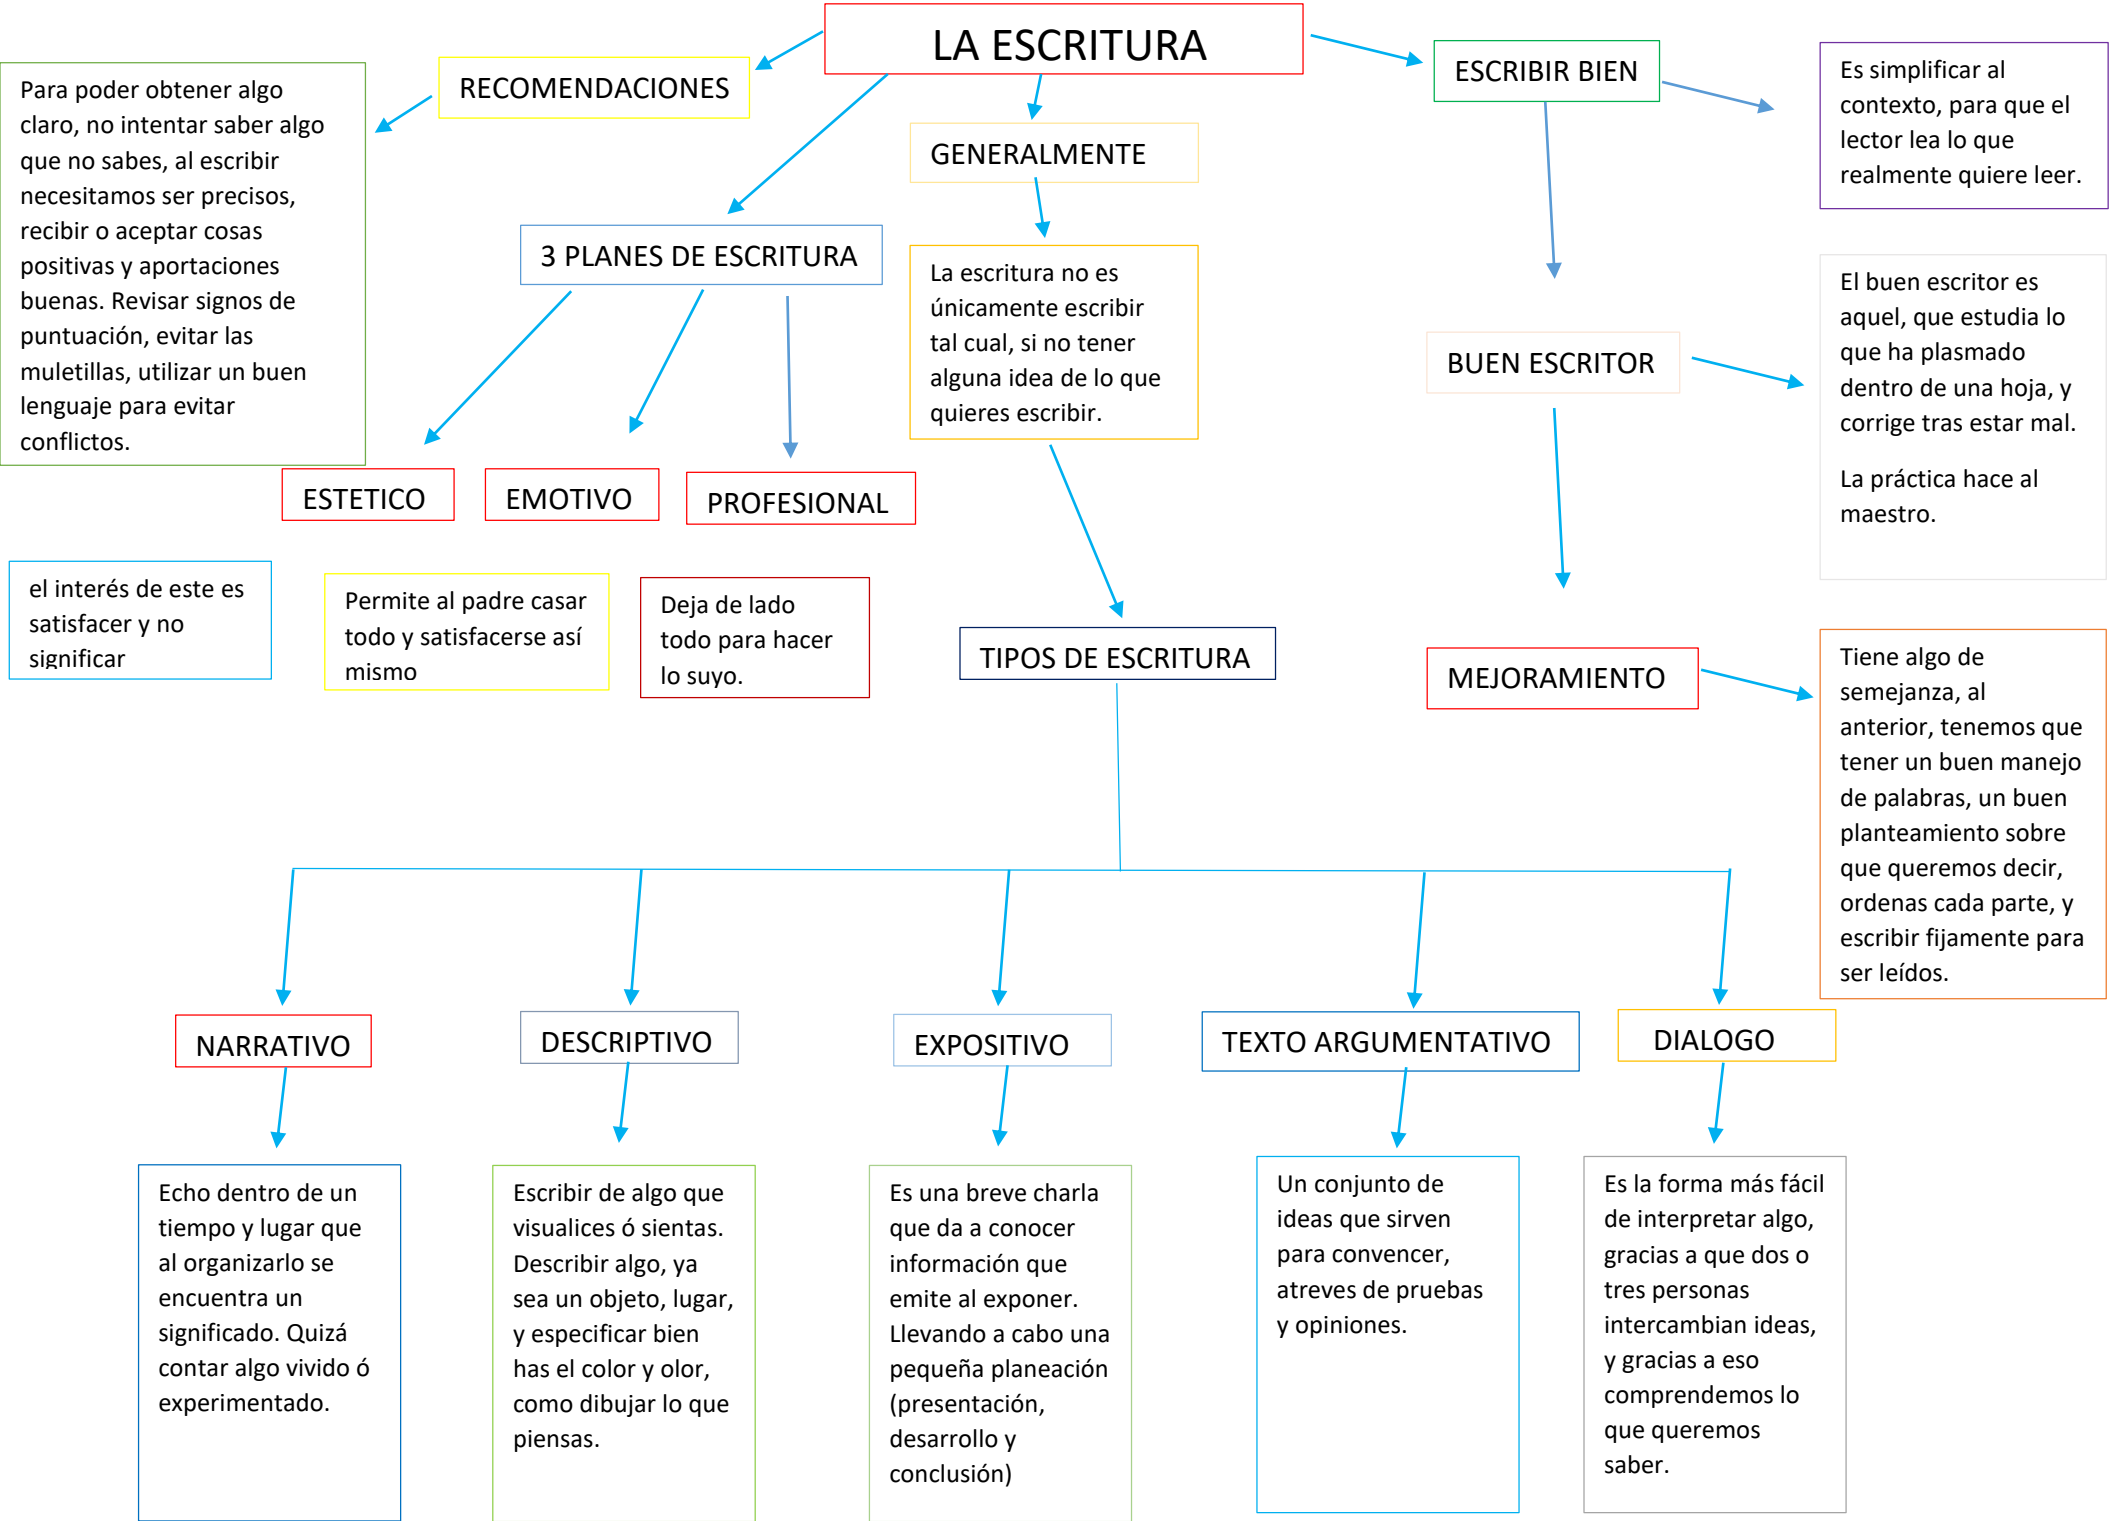 LA ESCRITURA
RECOMENDACIONES
Para poder obtener algo
claro, no intentar saber algo
que no sabes, al escribir
necesitamos ser precisos,
recibir o aceptar cosas
positivas y aportaciones
buenas. Revisar signos de
puntuación, evitar las
muletillas, utilizar un buen
lenguaje para evitar
conflictos.
3 PLANES DE ESCRITURA
ESTETICO
EMOTIVO
PROFESIONAL
el interés de este es
satisfacer y no
significar
Permite al padre casar
todo y satisfacerse así
mismo
Deja de lado
todo para hacer
lo suyo.
GENERALMENTE
La escritura no es
únicamente escribir
tal cual, si no tener
alguna idea de lo que
quieres escribir.
ESCRIBIR BIEN
Es simplificar al
contexto, para que el
lector lea lo que
realmente quiere leer.
BUEN ESCRITOR
El buen escritor es
aquel, que estudia lo
que ha plasmado
dentro de una hoja, y
corrige tras estar mal.
La práctica hace al
maestro.
MEJORAMIENTO
Tiene algo de
semejanza, al
anterior, tenemos que
tener un buen manejo
de palabras, un buen
planteamiento sobre
que queremos decir,
ordenas cada parte, y
escribir fijamente para
ser leídos.
TIPOS DE ESCRITURA
NARRATIVO
Echo dentro de un
tiempo y lugar que
al organizarlo se
encuentra un
significado. Quizá
contar algo vivido ó
experimentado.
DESCRIPTIVO
Escribir de algo que
visualices ó sientas.
Describir algo, ya
sea un objeto, lugar,
y especificar bien
has el color y olor,
como dibujar lo que
piensas.
EXPOSITIVO
Es una breve charla
que da a conocer
información que
emite al exponer.
Llevando a cabo una
pequeña planeación
(presentación,
desarrollo y
conclusión)
TEXTO ARGUMENTATIVO
Un conjunto de
ideas que sirven
para convencer,
atreves de pruebas
y opiniones.
DIALOGO
Es la forma más fácil
de interpretar algo,
gracias a que dos o
tres personas
intercambian ideas,
y gracias a eso
comprendemos lo
que queremos
saber.